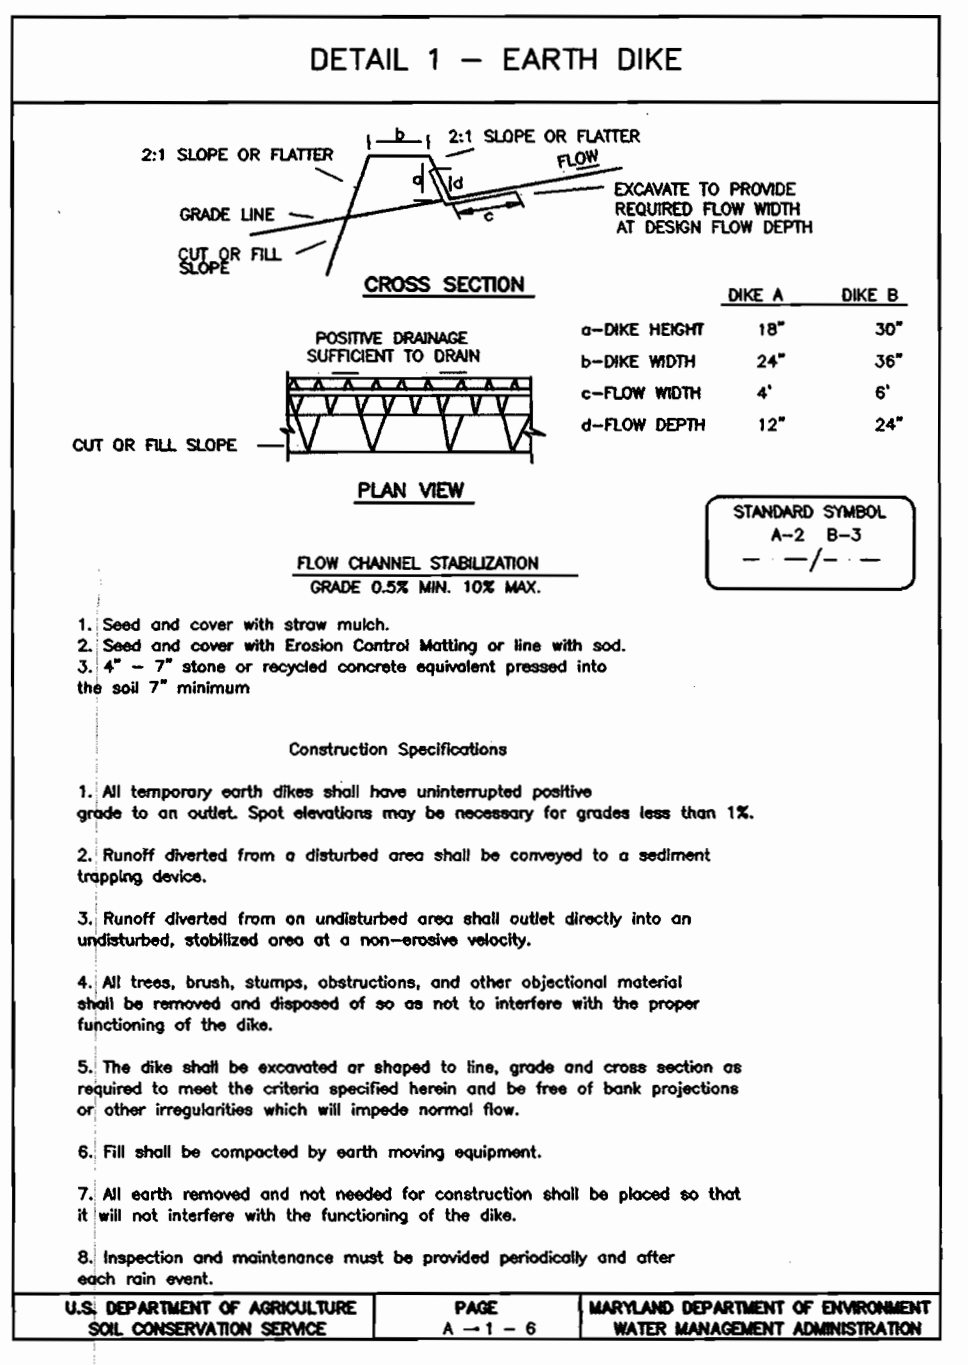 DETAIL 1 – EARTH DIKE
b
2:1 SLOPE OR FLATTER
2:1 SLOPE OR FLATTER
FLOW
a
d
EXCAVATE TO PROVIDE
REQUIRED FLOW WIDTH
AT DESIGN FLOW DEPTH
GRADE LINE
c
CUT OR FILL
SLOPE
CROSS SECTION
DIKE A DIKE B
a–DIKE HEIGHT 18" 30"
b–DIKE WIDTH 24" 36"
c–FLOW WIDTH 4' 6'
d–FLOW DEPTH 12" 24"
POSITIVE DRAINAGE
SUFFICIENT TO DRAIN
CUT OR FILL SLOPE
PLAN VIEW
STANDARD SYMBOL
A–2 B–3
— · —/— · —
FLOW CHANNEL STABILIZATION
GRADE 0.5% MIN. 10% MAX.
1. Seed and cover with straw mulch.
2. Seed and cover with Erosion Control Matting or line with sod.
3. 4" – 7" stone or recycled concrete equivalent pressed into
the soil 7" minimum
Construction Specifications
1. All temporary earth dikes shall have uninterrupted positive
grade to an outlet. Spot elevations may be necessary for grades less than 1%.
2. Runoff diverted from a disturbed area shall be conveyed to a sediment
trapping device.
3. Runoff diverted from an undisturbed area shall outlet directly into an
undisturbed, stabilized area at a non–erosive velocity.
4. All trees, brush, stumps, obstructions, and other objectional material
shall be removed and disposed of so as not to interfere with the proper
functioning of the dike.
5. The dike shall be excavated or shaped to line, grade and cross section as
required to meet the criteria specified herein and be free of bank projections
or other irregularities which will impede normal flow.
6. Fill shall be compacted by earth moving equipment.
7. All earth removed and not needed for construction shall be placed so that
it will not interfere with the functioning of the dike.
8. Inspection and maintenance must be provided periodically and after
each rain event.
U.S. DEPARTMENT OF AGRICULTURE
SOIL CONSERVATION SERVICE
PAGE
A – 1 – 6
MARYLAND DEPARTMENT OF ENVIRONMENT
WATER MANAGEMENT ADMINISTRATION